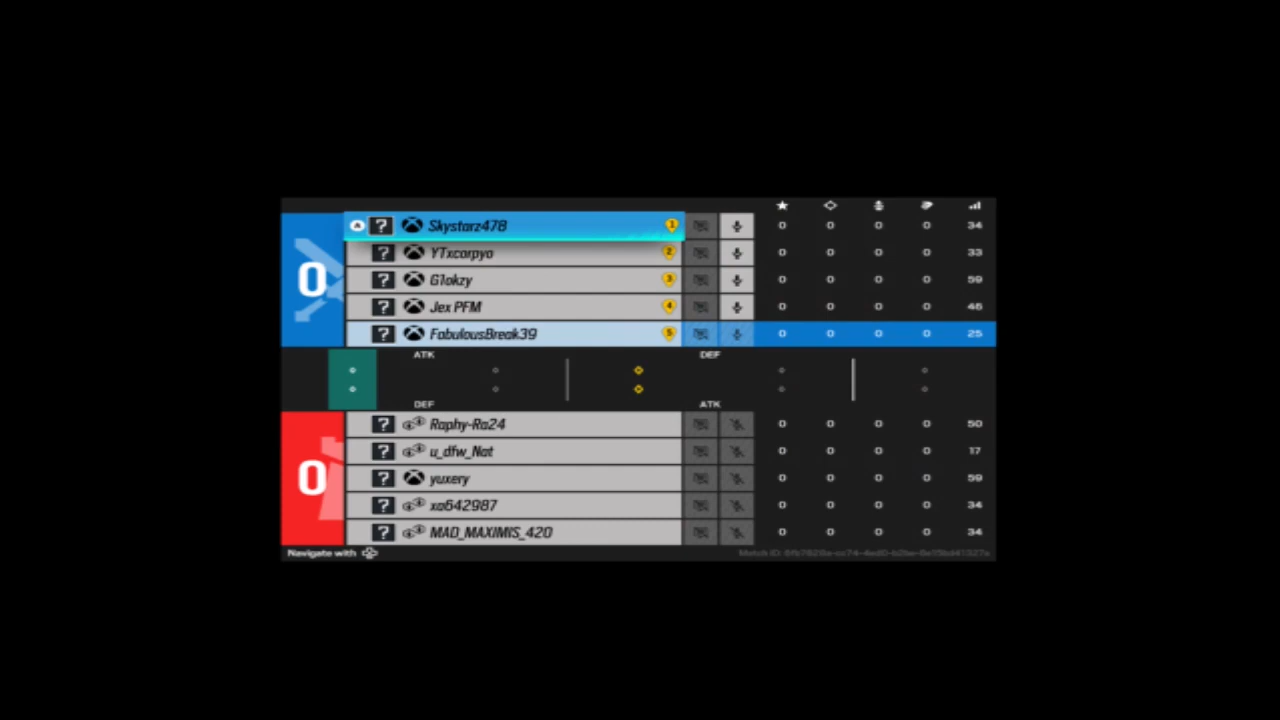 ? Skystarz478 1 0 0 0 0 34
? YTxcorpyo 2 0 0 0 0 33
? G1okzy 3 0 0 0 0 59
? Jex PFM 4 0 0 0 0 46
? FabulousBreak39 5 0 0 0 0 25
0
ATK DEF
DEF ATK
? Raphy-Ra24 0 0 0 0 50
? u_dfw_Nat 0 0 0 0 17
? yuxery 0 0 0 0 59
? xa642987 0 0 0 0 34
? MAD_MAXIMIS_420 0 0 0 0 34
0
Navigate with
Match ID: